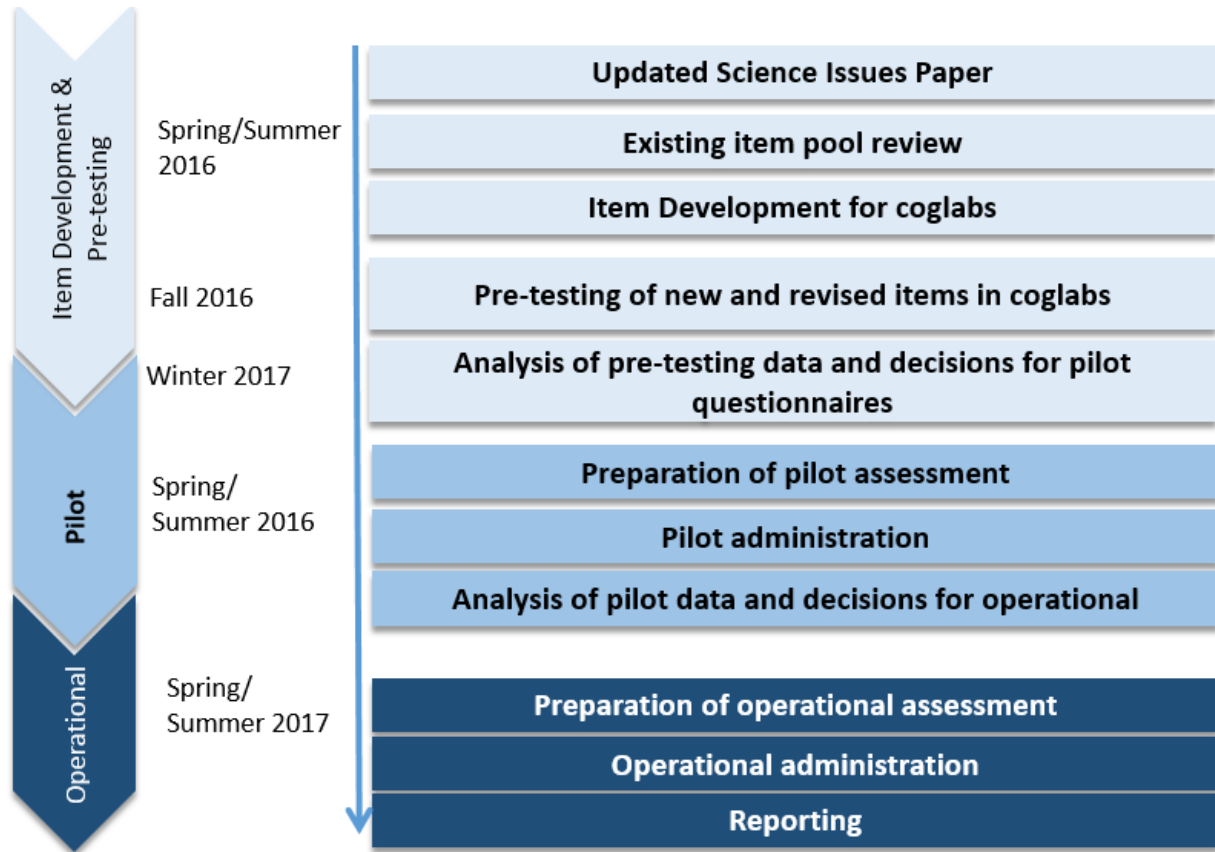 Item Development &
Pre-testing
Spring/Summer
2016
Updated Science Issues Paper
Existing item pool review
Item Development for coglabs
Fall 2016
Pre-testing of new and revised items in coglabs
Winter 2017
Analysis of pre-testing data and decisions for pilot
questionnaires
Pilot
Spring/
Summer 2016
Preparation of pilot assessment
Pilot administration
Analysis of pilot data and decisions for operational
Operational
Spring/
Summer 2017
Preparation of operational assessment
Operational administration
Reporting